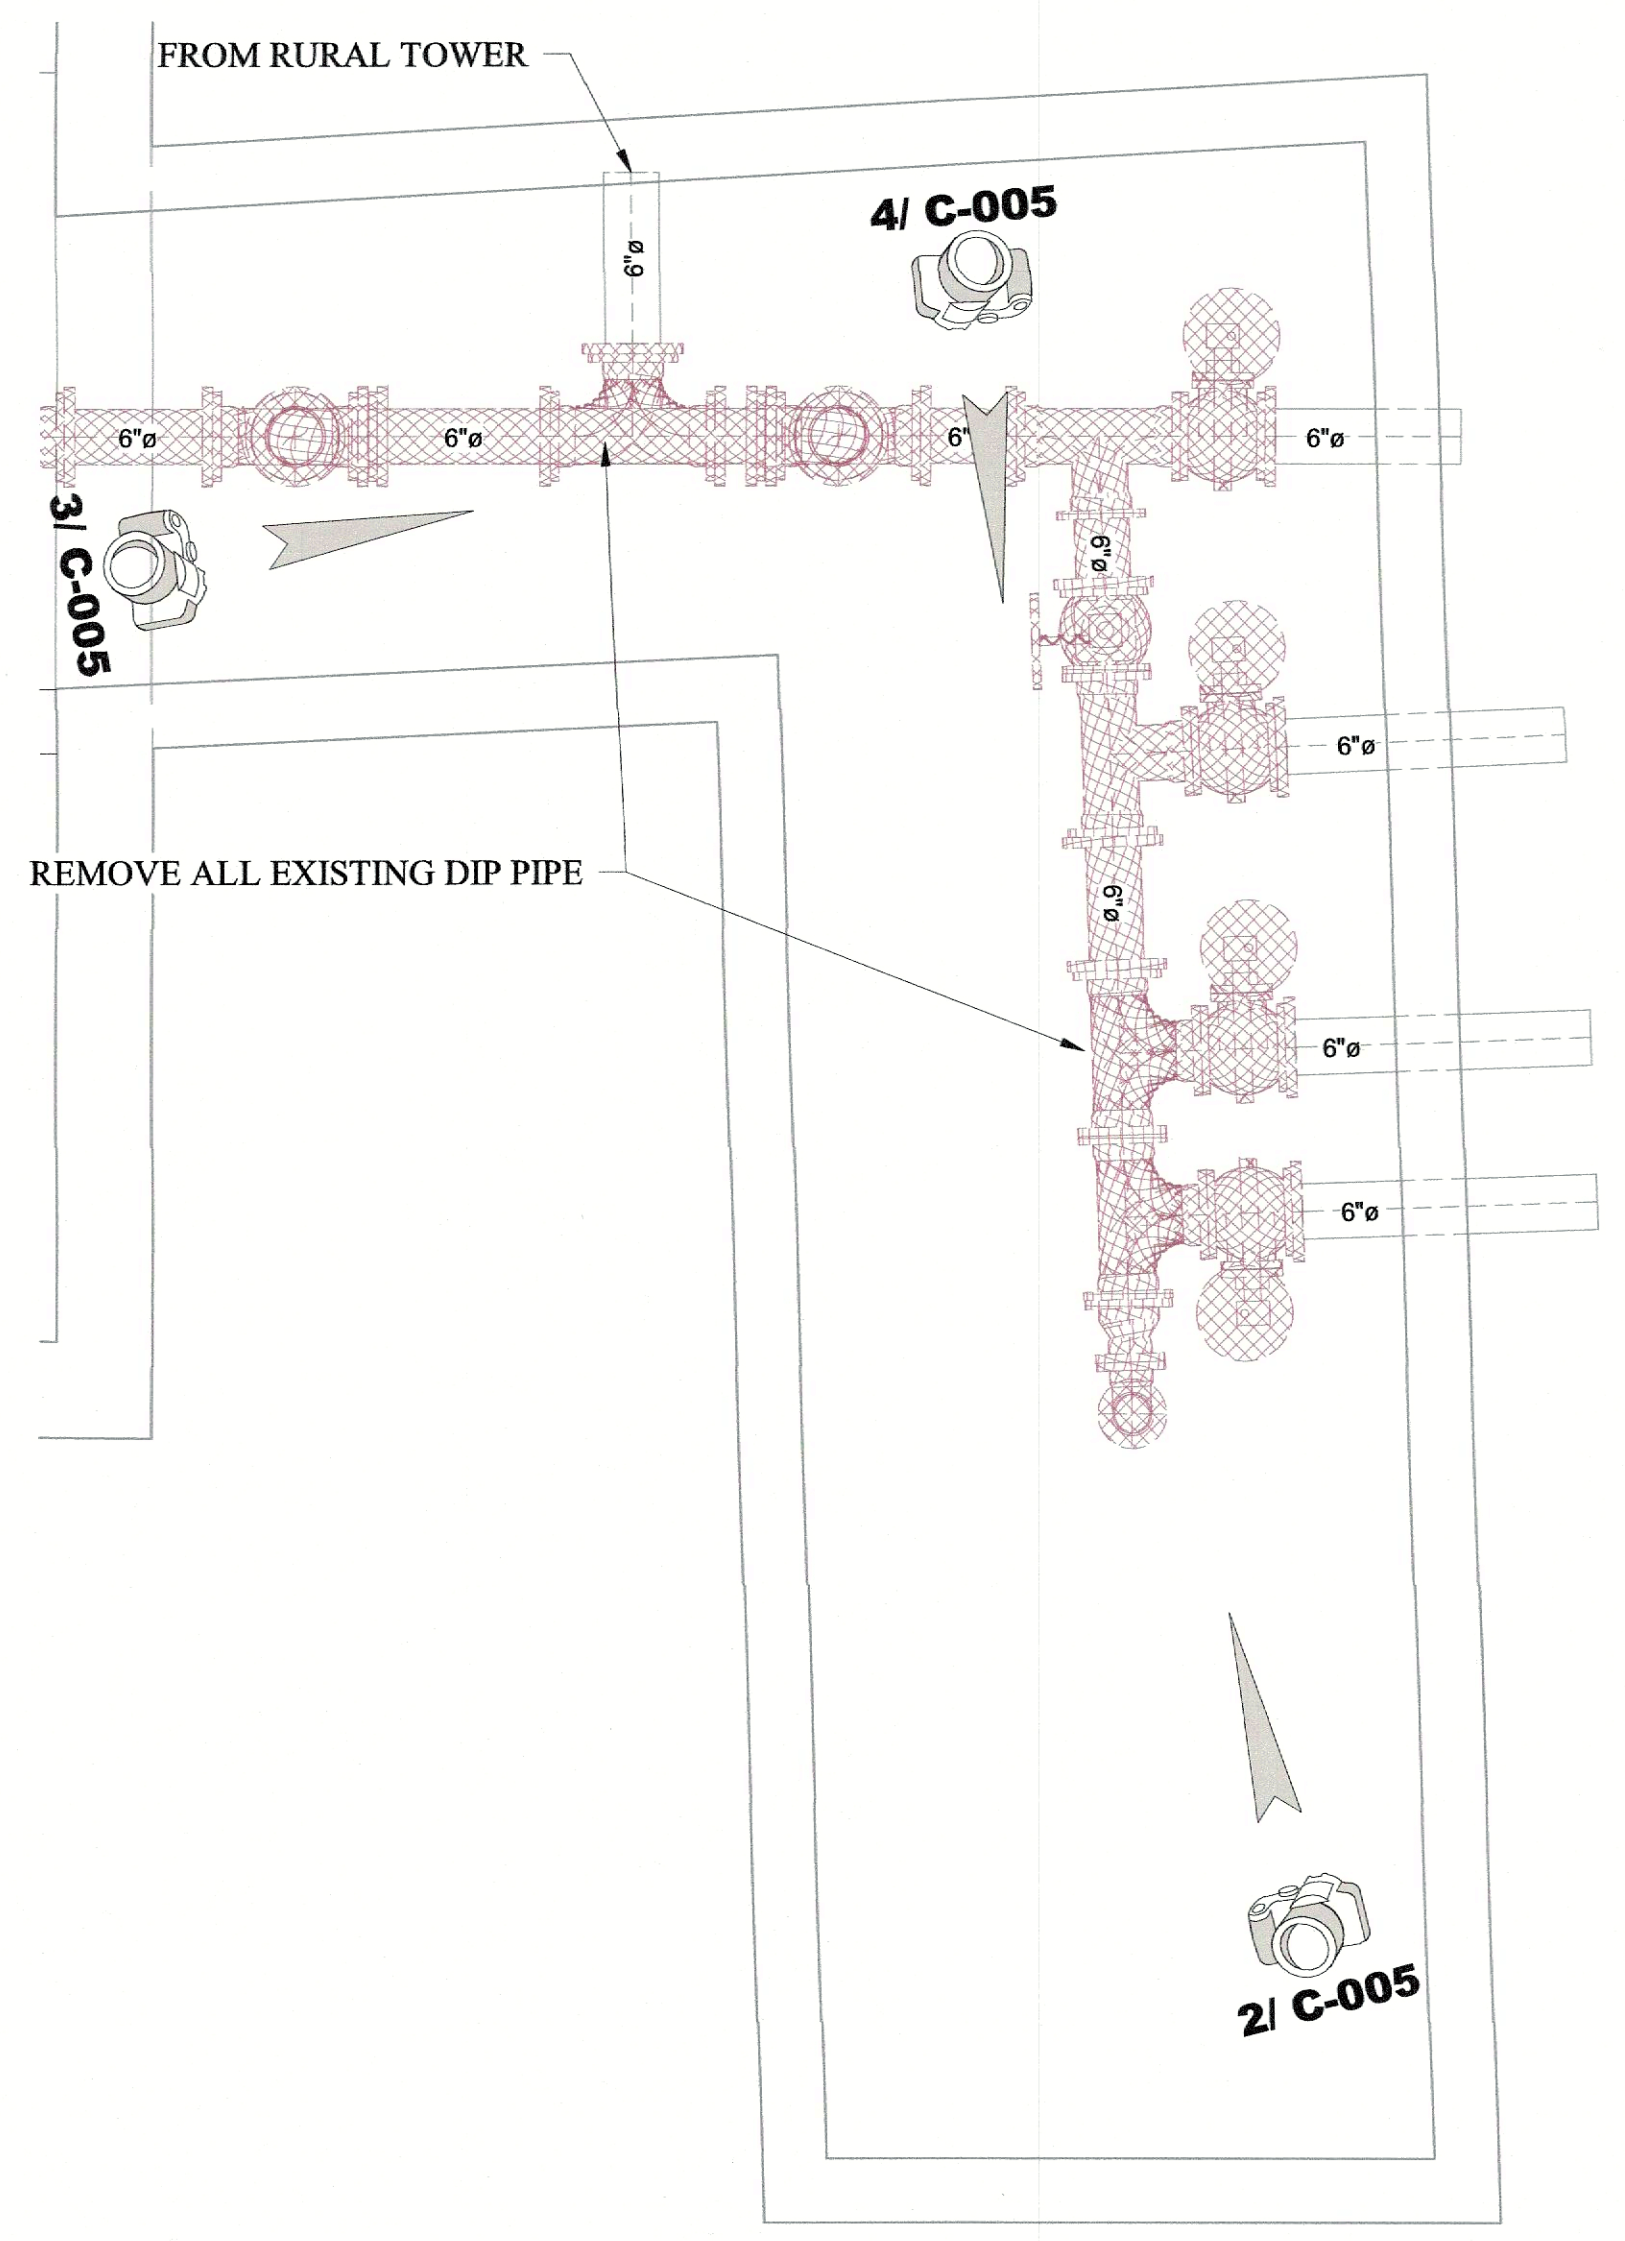 FROM RURAL TOWER
4/ C-005
6"ø
6"ø
6"ø
6"
6"ø
3/ C-005
6"ø
6"ø
REMOVE ALL EXISTING DIP PIPE
6"ø
6"ø
6"ø
2/ C-005